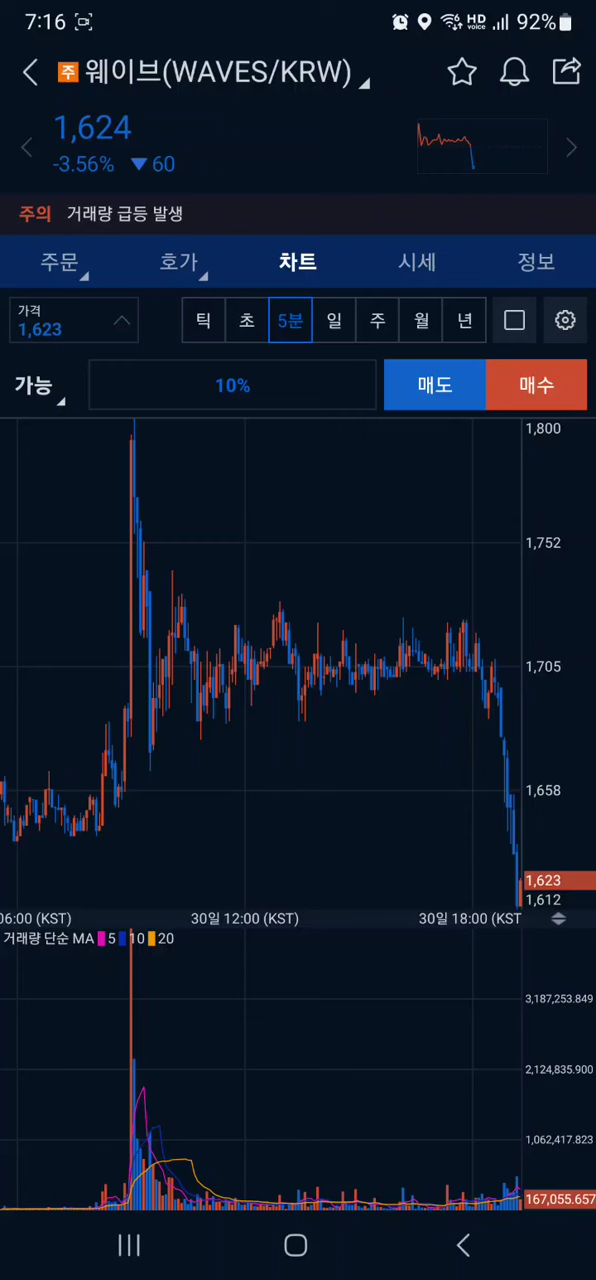 7:16 HD voice 92%
주 웨이브(WAVES/KRW)
1,624
-3.56% ▼60
주의 거래량 급등 발생
주문 호가 차트 시세 정보
가격
1,623
틱 초 5분 일 주 월 년
가능 10% 매도 매수
1,800
1,752
1,705
1,658
1,623
1,612
06:00 (KST) 30일 12:00 (KST) 30일 18:00 (KST
거래량 단순 MA 5 10 20
3,187,253.849
2,124,835.900
1,062,417.823
167,055.657